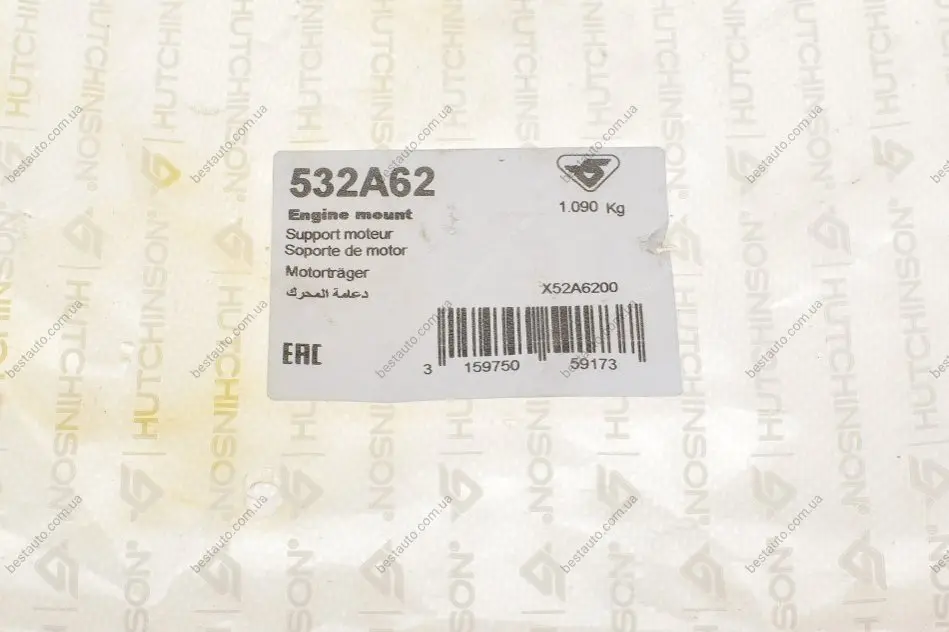 532A62
1.090 Kg
Engine mount
Support moteur
Soporte de motor
Motorträger
دعامة المحرك
X52A6200
EAC
3 159750 59173
HUTCHINSON®
bestauto.com.ua